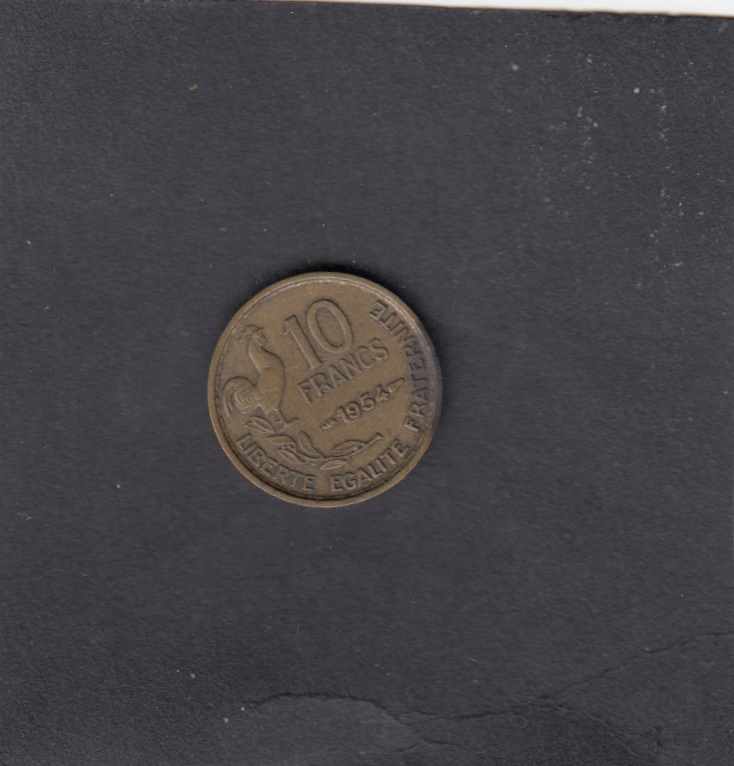 10
FRANCS
1954
LIBERTE EGALITE FRATERNITE